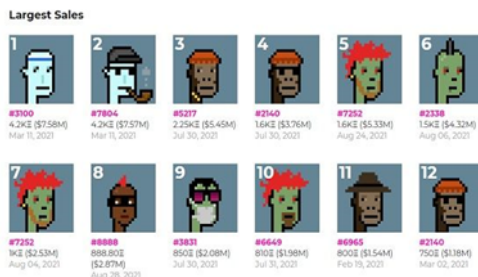 Largest Sales
1
2
3
4
5
6
#3100
#7804
#5217
#2140
#7252
#2338
4.2KΞ ($7.58M)
4.2KΞ ($7.57M)
2.25KΞ ($5.45M)
1.6KΞ ($3.76M)
1.6KΞ ($5.33M)
1.5KΞ ($4.32M)
Mar 11, 2021
Mar 11, 2021
Jul 30, 2021
Jul 30, 2021
Aug 24, 2021
Aug 06, 2021
7
8
9
10
11
12
#7252
#8888
#3831
#6649
#6965
#2140
1KΞ ($2.53M)
888.80Ξ
($2.87M)
850Ξ ($2.08M)
810Ξ ($1.98M)
800Ξ ($1.54M)
750Ξ ($1.18M)
Aug 04, 2021
Aug 28, 2021
Jul 30, 2021
Jul 31, 2021
Feb 19, 2021
Mar 02, 2021